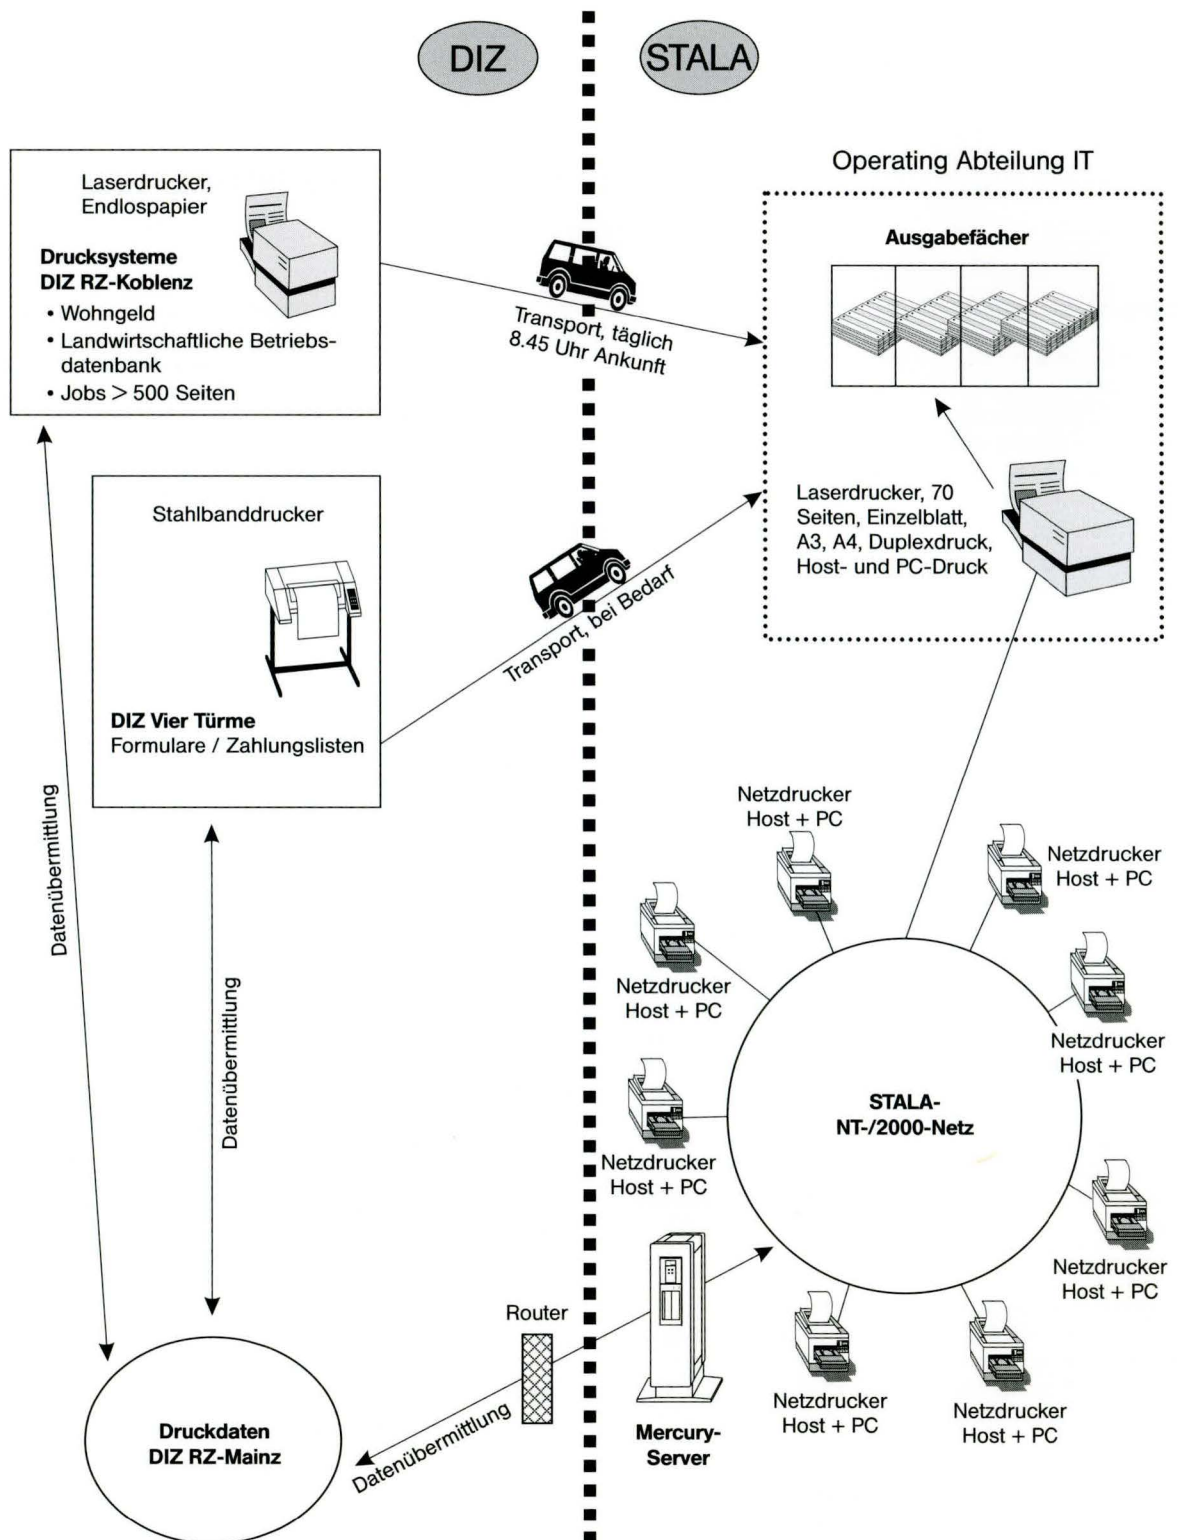 DIZ
STALA
Laserdrucker,
Endlospapier
Drucksysteme
DIZ RZ-Koblenz
• Wohngeld
• Landwirtschaftliche Betriebs-
datenbank
• Jobs > 500 Seiten
Transport, täglich
8.45 Uhr Ankunft
Operating Abteilung IT
Ausgabefächer
Laserdrucker, 70
Seiten, Einzelblatt,
A3, A4, Duplexdruck,
Host- und PC-Druck
Stahlbanddrucker
DIZ Vier Türme
Formulare / Zahlungslisten
Transport, bei Bedarf
Datenübermittlung
Datenübermittlung
Netzdrucker
Host + PC
Netzdrucker
Host + PC
Netzdrucker
Host + PC
Netzdrucker
Host + PC
STALA-
NT-/2000-Netz
Netzdrucker
Host + PC
Netzdrucker
Host + PC
Netzdrucker
Host + PC
Netzdrucker
Host + PC
Router
Mercury-
Server
Datenübermittlung
Druckdaten
DIZ RZ-Mainz